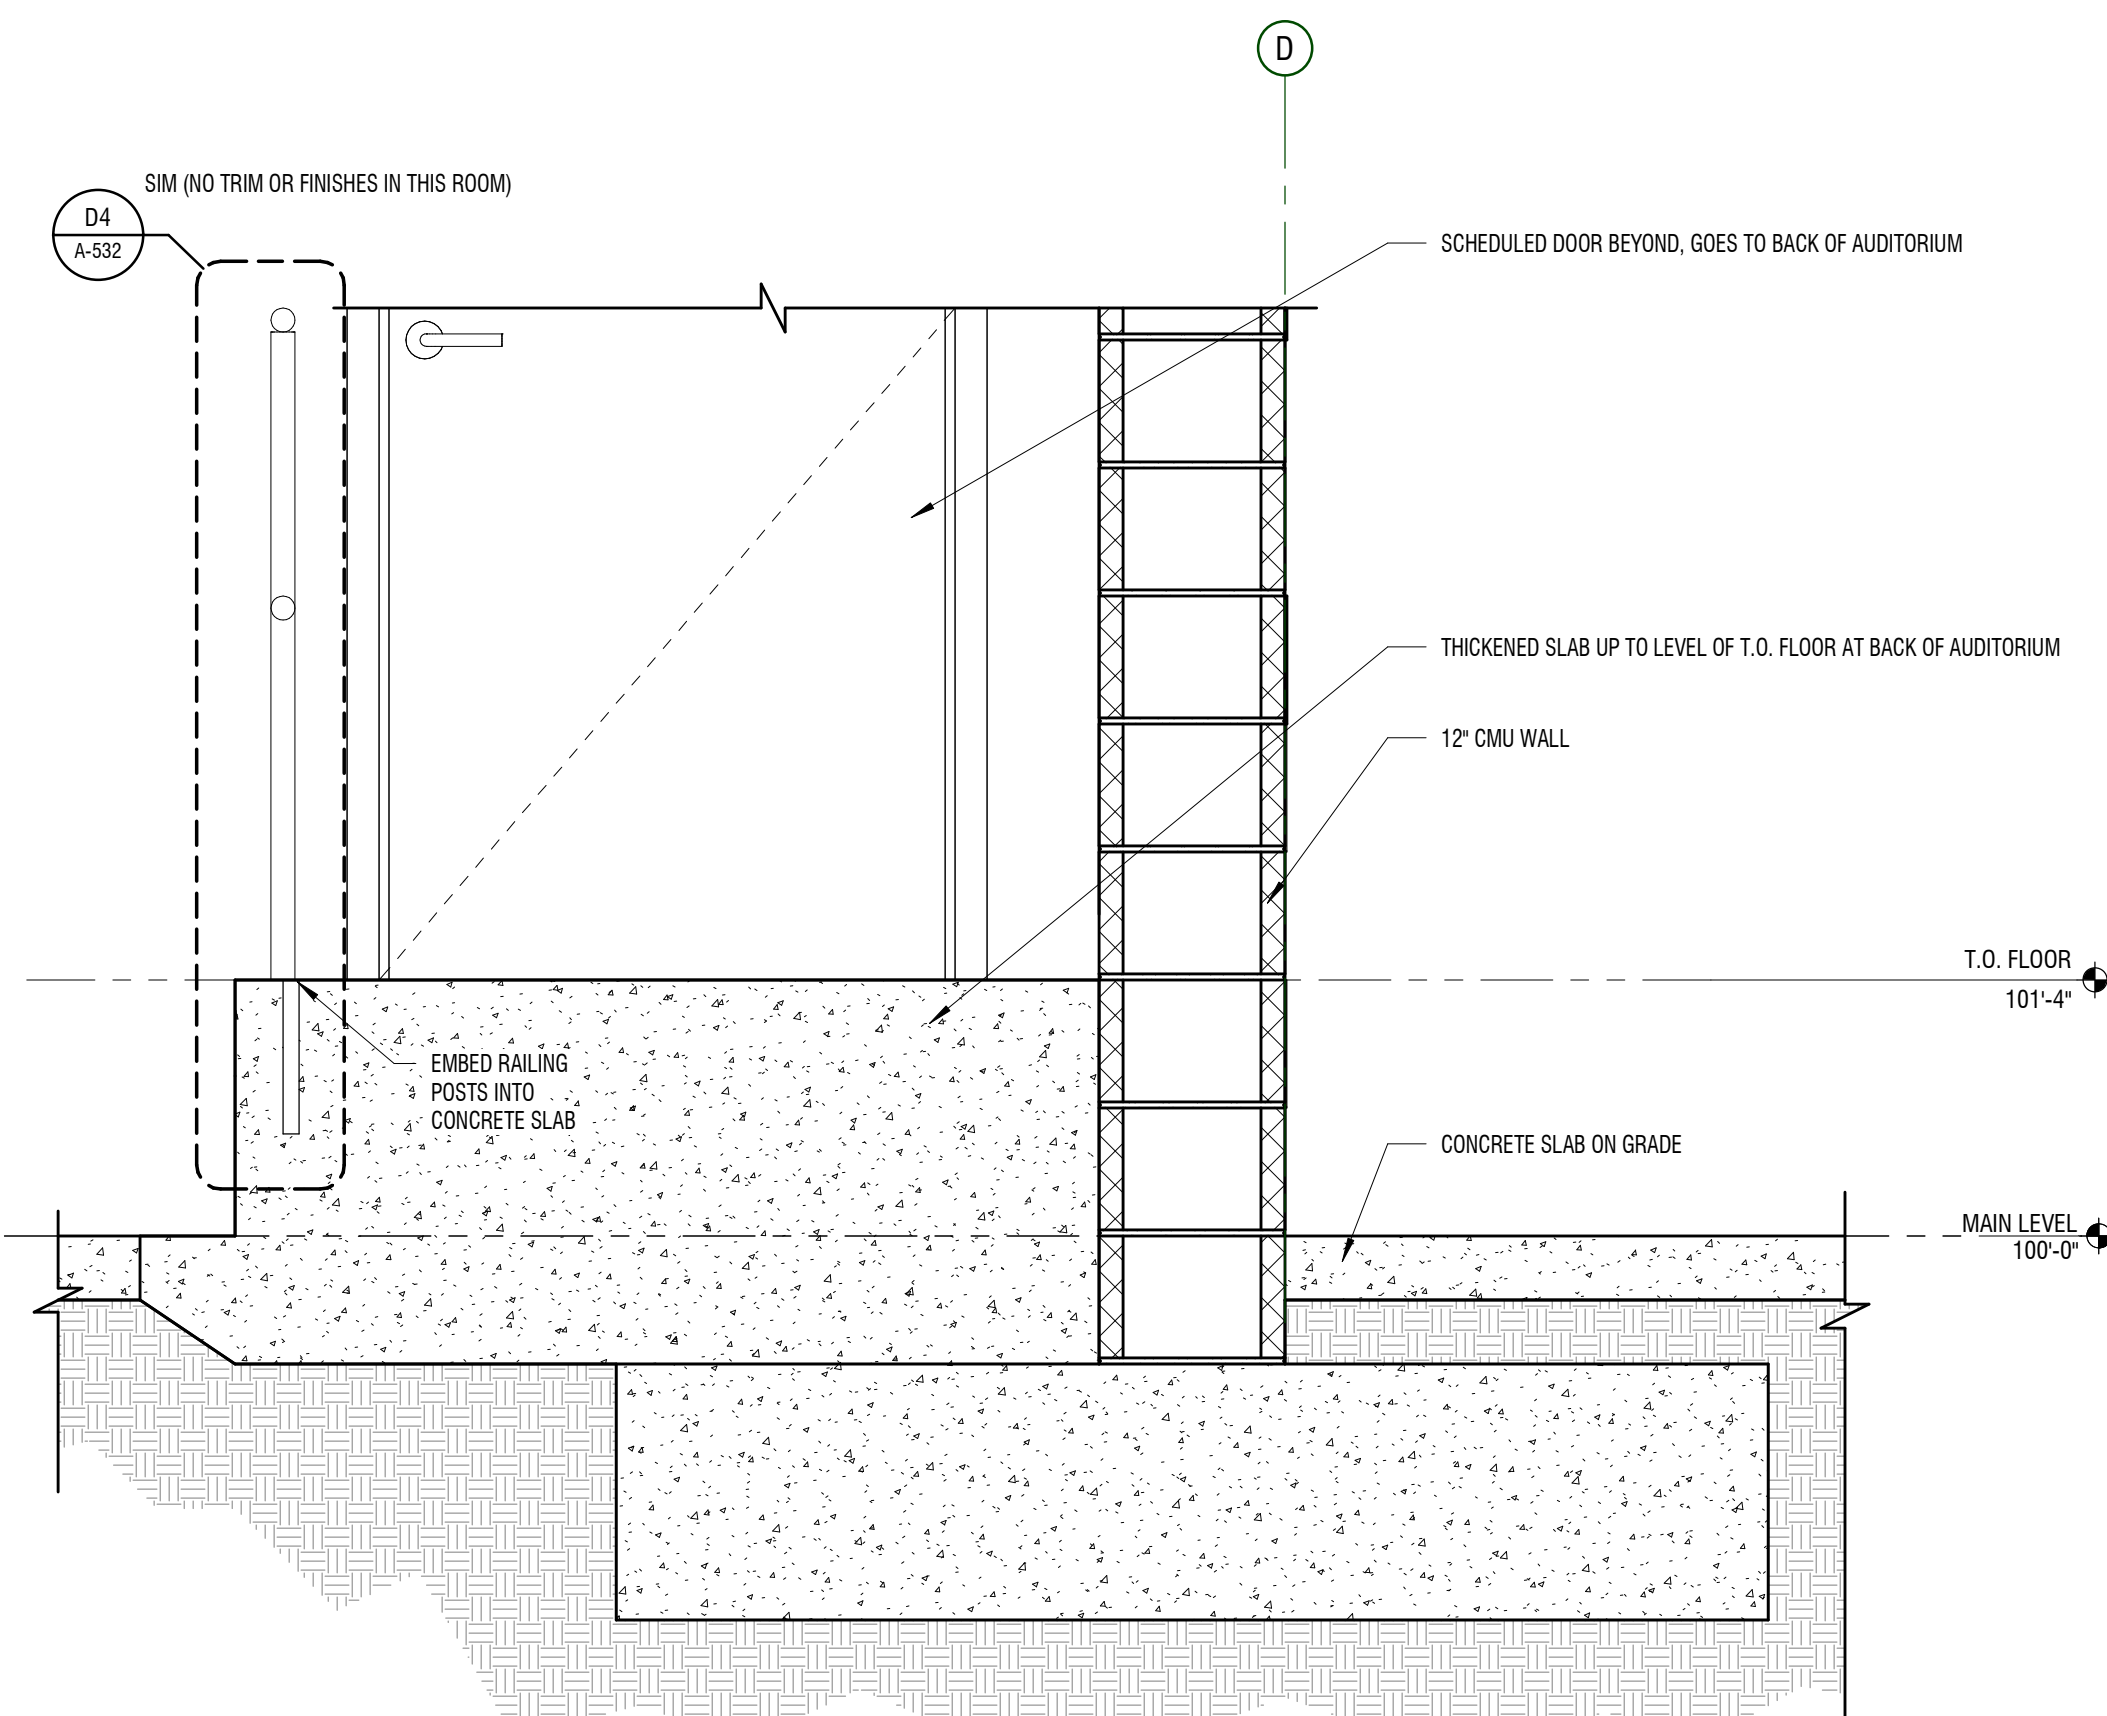 D
SIM (NO TRIM OR FINISHES IN THIS ROOM)
D4
A-532
SCHEDULED DOOR BEYOND, GOES TO BACK OF AUDITORIUM
THICKENED SLAB UP TO LEVEL OF T.O. FLOOR AT BACK OF AUDITORIUM
12" CMU WALL
T.O. FLOOR
101'-4"
EMBED RAILING
POSTS INTO
CONCRETE SLAB
CONCRETE SLAB ON GRADE
MAIN LEVEL
100'-0"